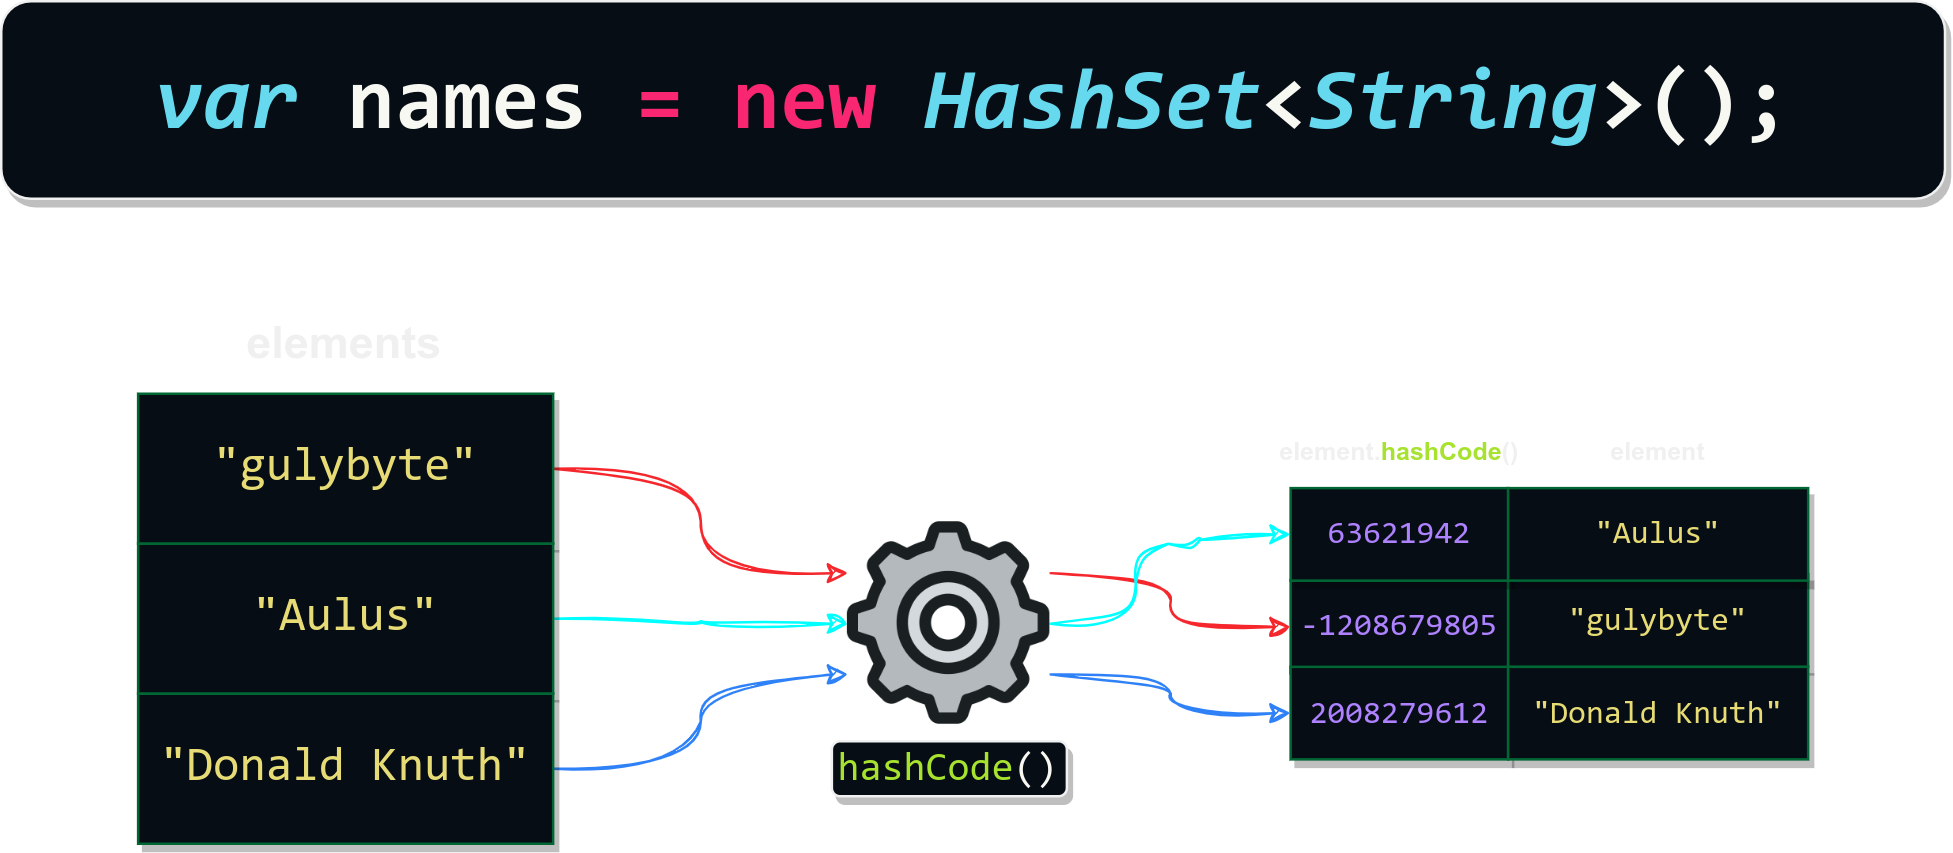 var names = new HashSet<String>();
elements
"gulybyte"
"Aulus"
"Donald Knuth"
hashCode()
element.hashCode() element
63621942 "Aulus"
-1208679805 "gulybyte"
2008279612 "Donald Knuth"